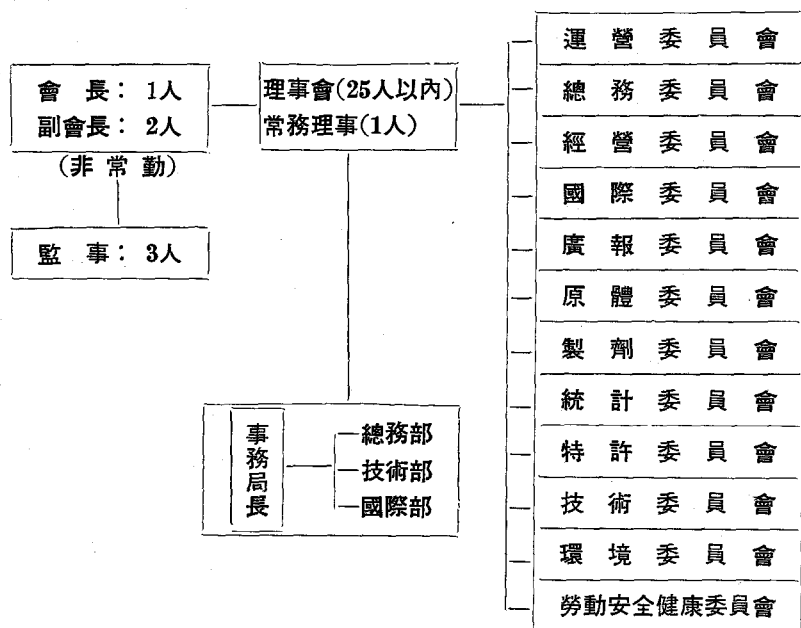 會長：1人
副會長：2人
(非常勤)
監事：3人
理事會(25人以內)
常務理事(1人)
事務局長
總務部
技術部
國際部
運營委員會
總務委員會
經營委員會
國際委員會
廣報委員會
原體委員會
製劑委員會
統計委員會
特許委員會
技術委員會
環境委員會
勞動安全健康委員會